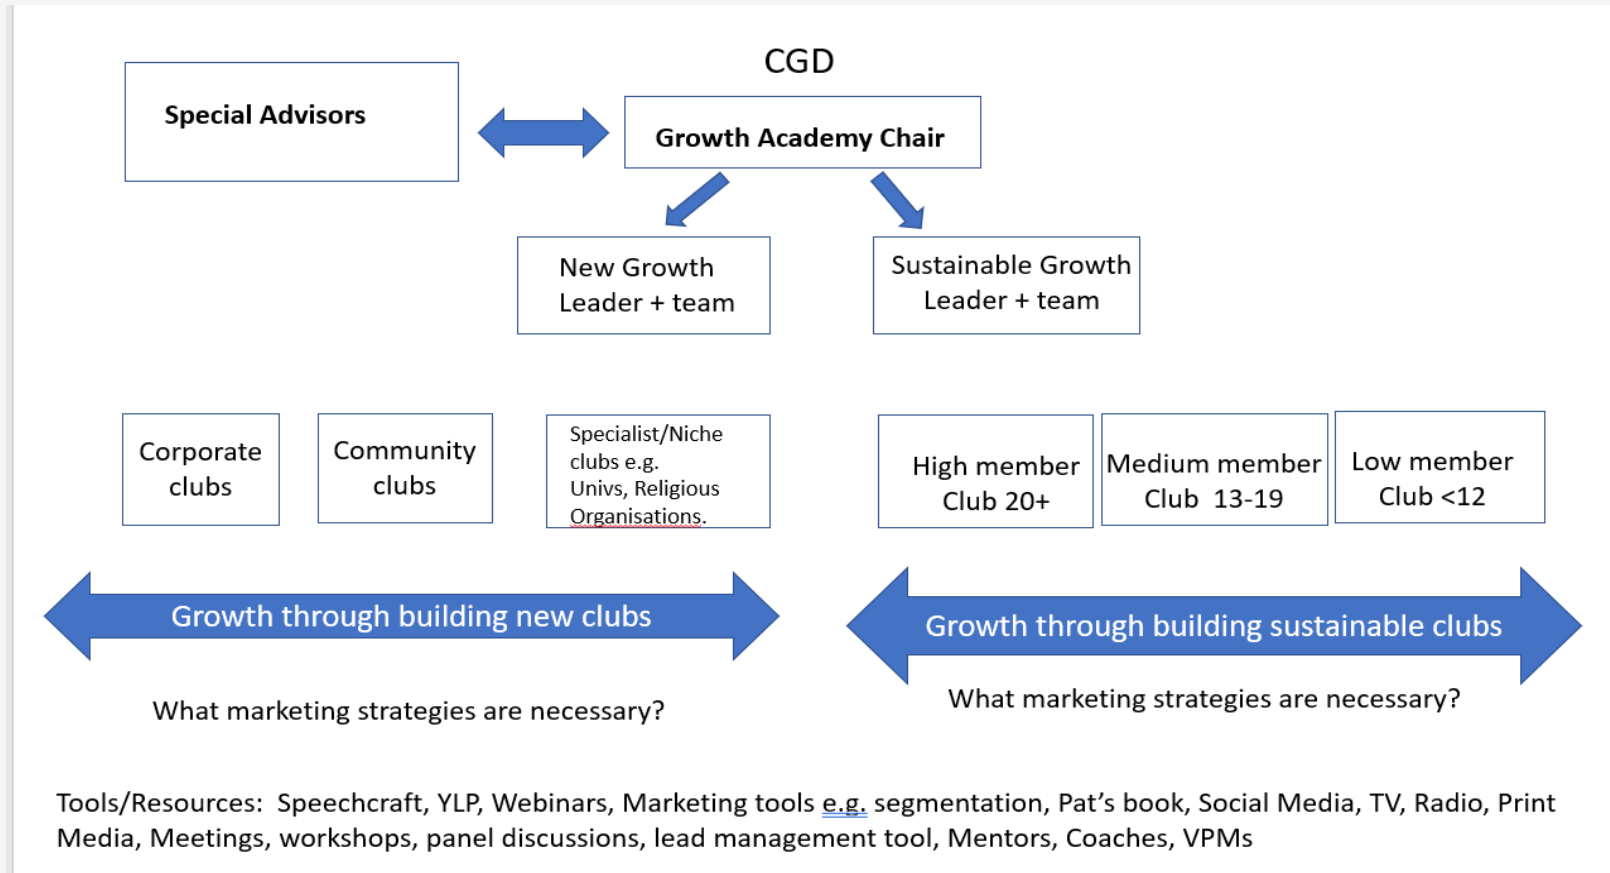 CGD
Special Advisors
Growth Academy Chair
New Growth
Leader + team
Sustainable Growth
Leader + team
Corporate
clubs
Community
clubs
Specialist/Niche
clubs e.g.
Univs, Religious
Organisations.
High member
Club 20+
Medium member
Club  13-19
Low member
Club <12
Growth through building new clubs
Growth through building sustainable clubs
What marketing strategies are necessary?
What marketing strategies are necessary?
Tools/Resources:  Speechcraft, YLP, Webinars, Marketing tools e.g. segmentation, Pat’s book, Social Media, TV, Radio, Print
Media, Meetings, workshops, panel discussions, lead management tool, Mentors, Coaches, VPMs